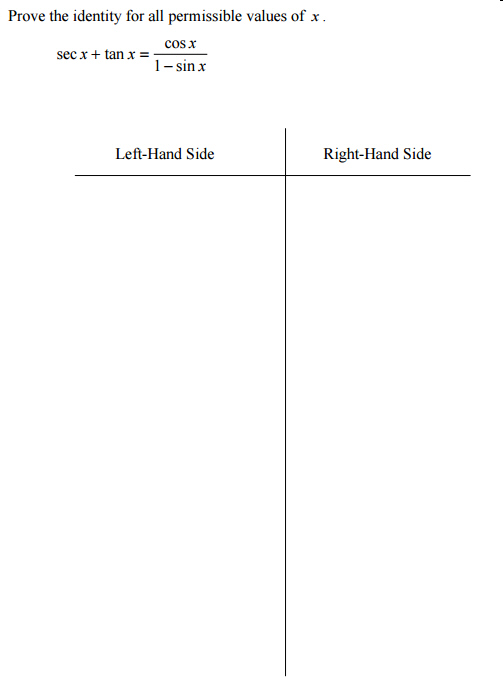 Prove the identity for all permissible values of x.
sec x + tan x = cos x / 1 − sin x
Left-Hand Side Right-Hand Side